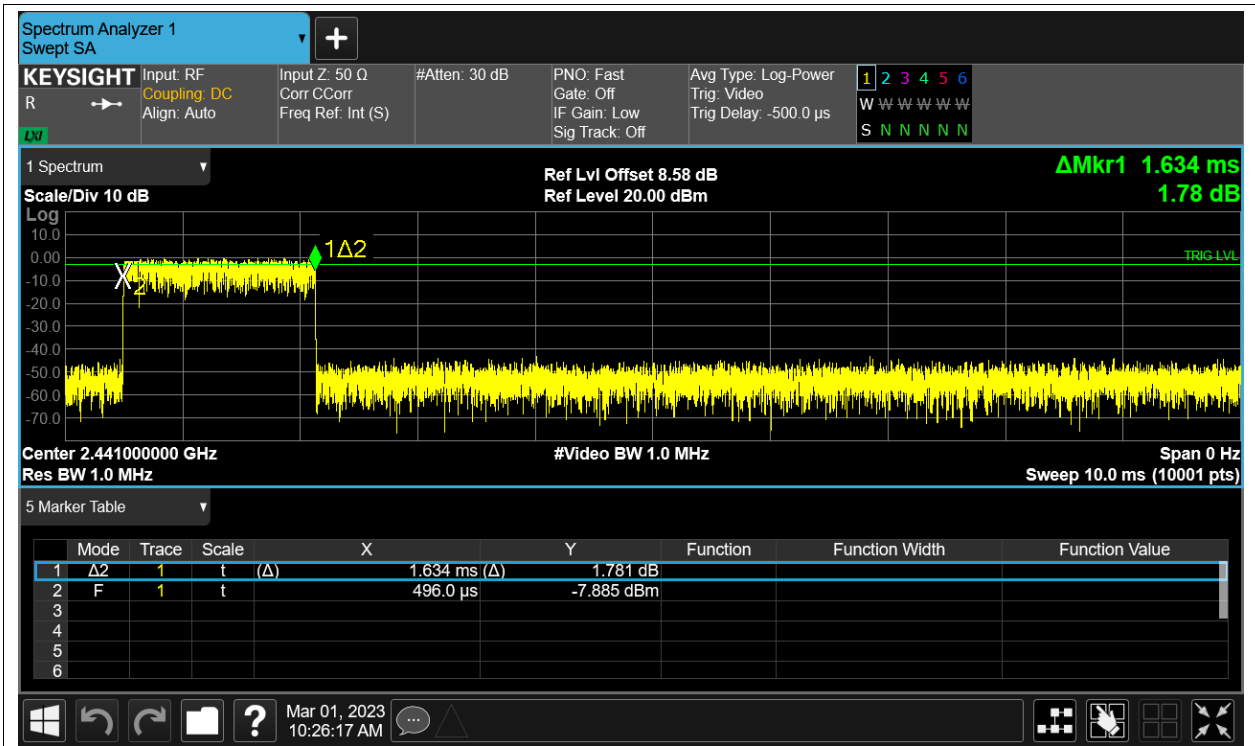 Spectrum Analyzer 1
Swept SA
KEYSIGHT Input: RF Input Z: 50 Ω #Atten: 30 dB PNO: Fast Avg Type: Log-Power 1 2 3 4 5 6
R Coupling: DC Corr CCorr Gate: Off Trig: Video W W W W W W
Align: Auto Freq Ref: Int (S) IF Gain: Low Trig Delay: -500.0 µs
LXI Sig Track: Off S N N N N N
1 Spectrum Ref Lvl Offset 8.58 dB ΔMkr1 1.634 ms
Scale/Div 10 dB Ref Level 20.00 dBm 1.78 dB
Log
10.0
1Δ2
0.00
TRIG LVL
-10.0
2
-20.0
-30.0
-40.0
-50.0
-60.0
-70.0
Center 2.441000000 GHz #Video BW 1.0 MHz Span 0 Hz
Res BW 1.0 MHz Sweep 10.0 ms (10001 pts)
5 Marker Table
Mode Trace Scale X Y Function Function Width Function Value
1 Δ2 1 t (Δ) 1.634 ms (Δ) 1.781 dB
2 F 1 t 496.0 µs -7.885 dBm
3
4
5
6
? Mar 01, 2023
10:26:17 AM